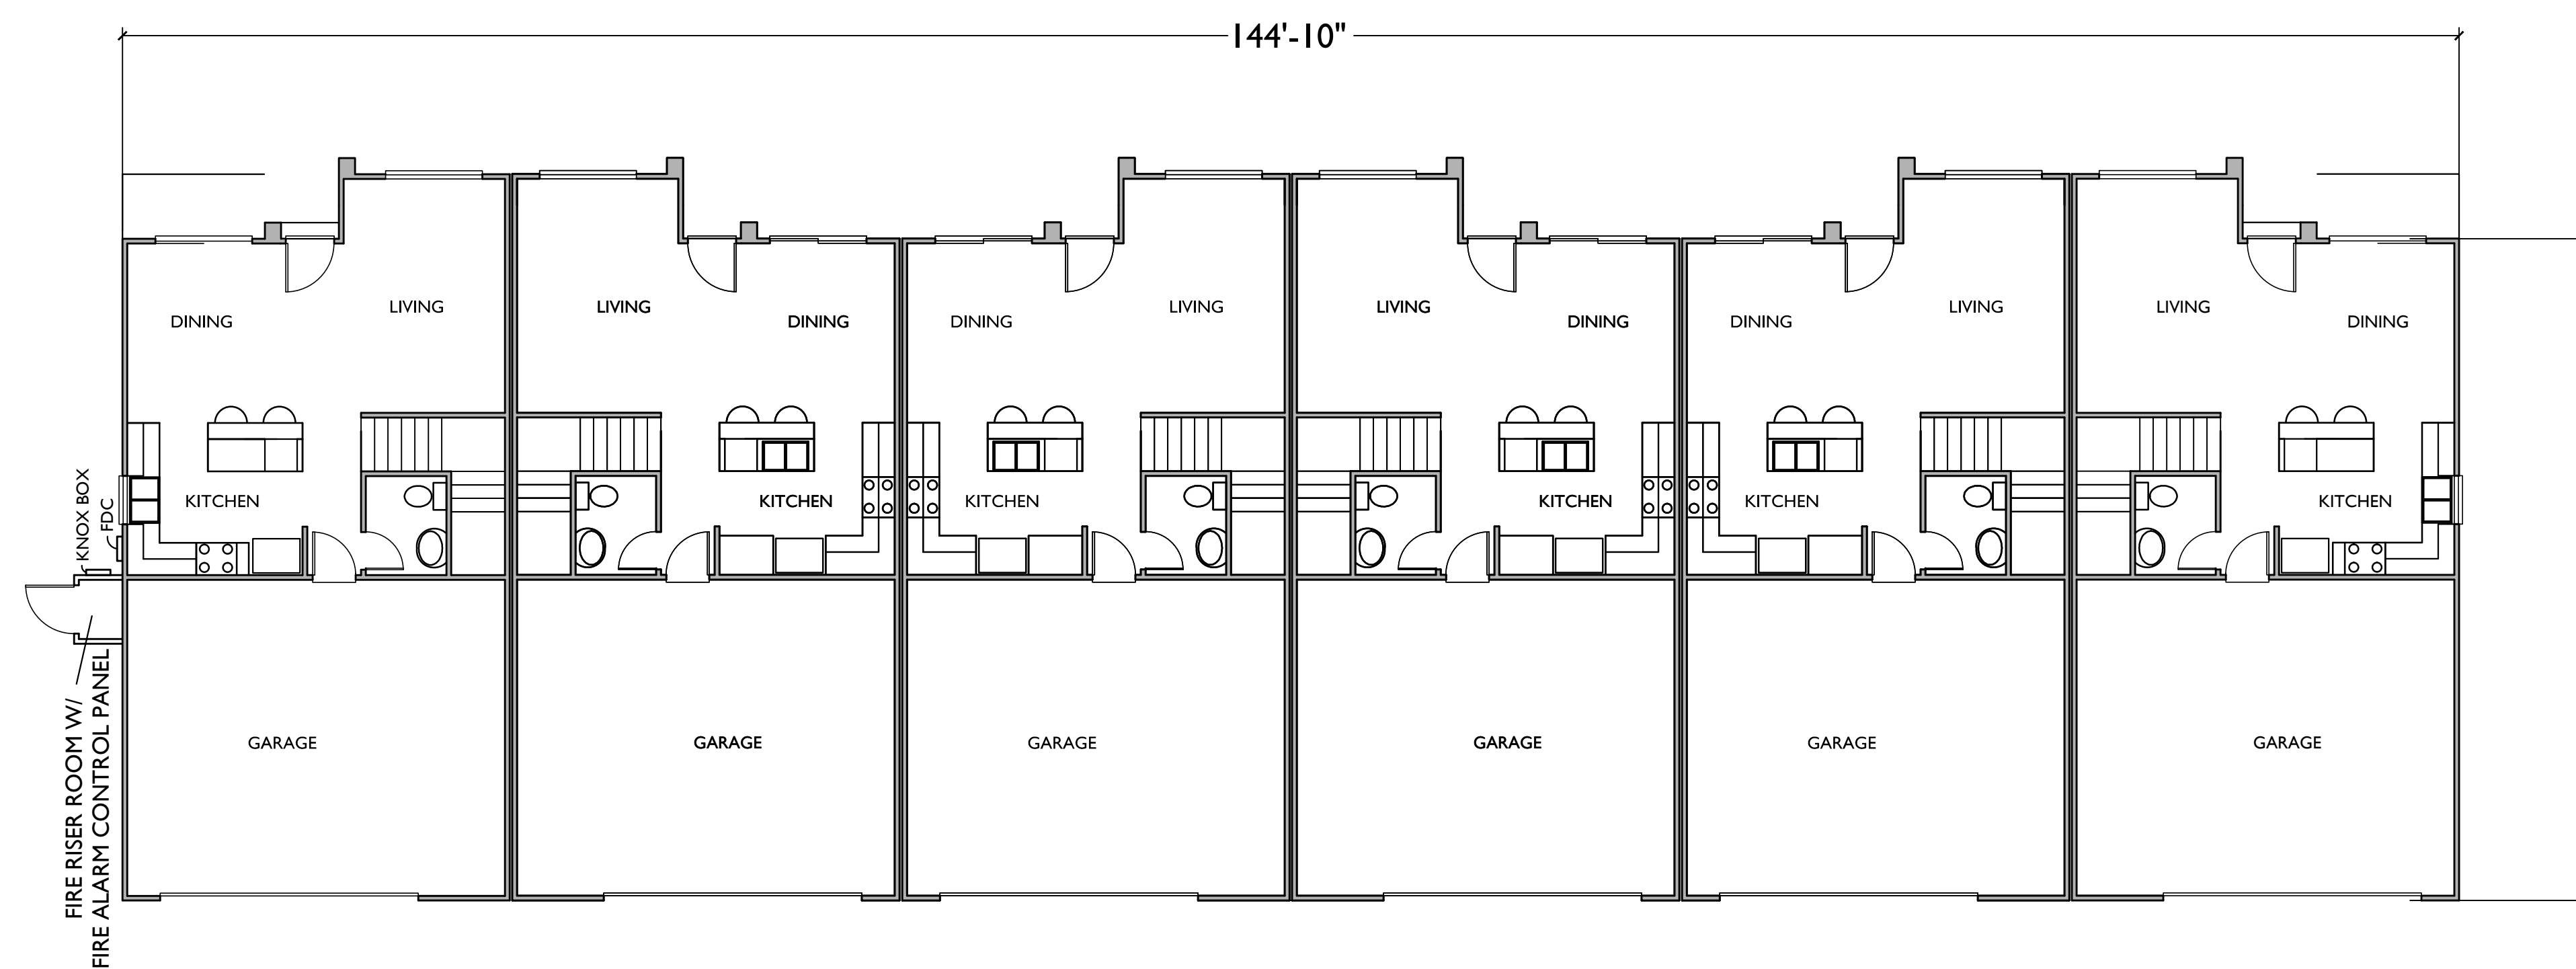 144'-10"
LIVING
LIVING
LIVING
LIVING
LIVING
LIVING
DINING
DINING
DINING
DINING
DINING
DINING
KITCHEN
KITCHEN
KITCHEN
KITCHEN
KITCHEN
KITCHEN
KNOX BOX
FDC
GARAGE
GARAGE
GARAGE
GARAGE
GARAGE
GARAGE
FIRE RISER ROOM W/
FIRE ALARM CONTROL PANEL